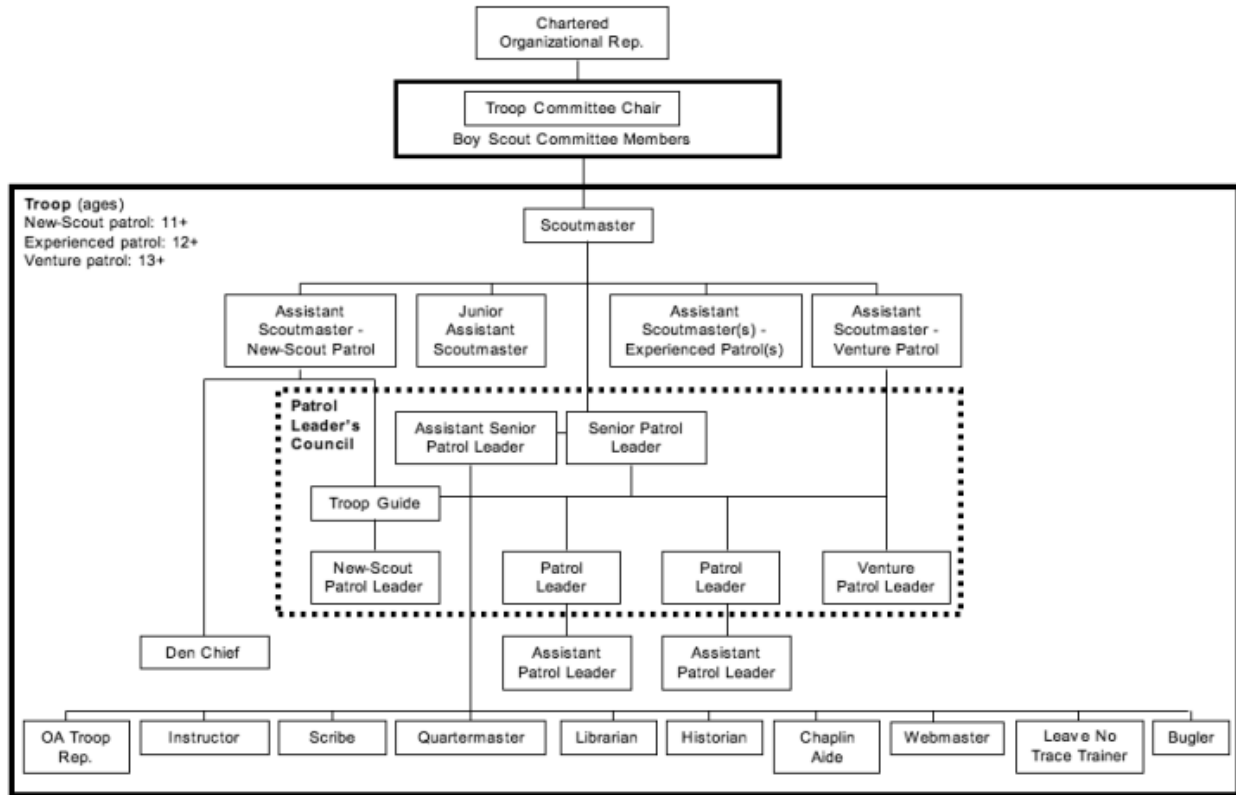 Chartered
Organizational Rep.
Troop Committee Chair
Boy Scout Committee Members
Troop (ages)
New-Scout patrol: 11+
Experienced patrol: 12+
Venture patrol: 13+
Scoutmaster
Assistant
Scoutmaster -
New-Scout Patrol
Junior
Assistant
Scoutmaster
Assistant
Scoutmaster(s) -
Experienced Patrol(s)
Assistant
Scoutmaster -
Venture Patrol
Patrol
Leader's
Council
Assistant Senior
Patrol Leader
Senior Patrol
Leader
Troop Guide
New-Scout
Patrol Leader
Patrol
Leader
Patrol
Leader
Venture
Patrol Leader
Den Chief
Assistant
Patrol Leader
Assistant
Patrol Leader
OA Troop
Rep.
Instructor
Scribe
Quartermaster
Librarian
Historian
Chaplin
Aide
Webmaster
Leave No
Trace Trainer
Bugler